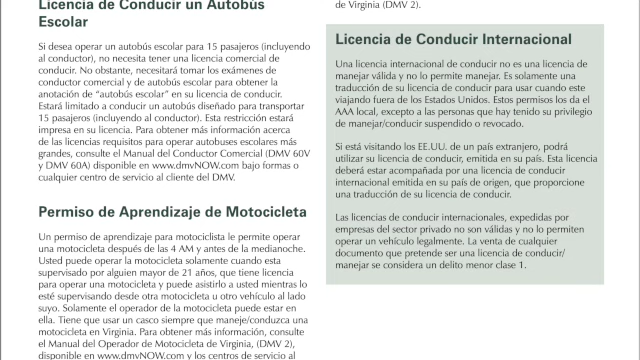 Licencia de Conducir un Autobús
Escolar
Si desea operar un autobús escolar para 15 pasajeros (incluyendo
al conductor), no necesita tener una licencia comercial de
conducir. No obstante, necesitará tomar los exámenes de
conductor comercial y de autobús escolar para obtener la
anotación de “autobús escolar” en su licencia de conducir.
Estará limitado a conducir un autobús diseñado para transportar
15 pasajeros (incluyendo al conductor). Esta restricción estará
impresa en su licencia. Para obtener más información acerca
de las licencias requisitos para operar autobuses escolares más
grandes, consulte el Manual del Conductor Comercial (DMV 60V
y DMV 60A) disponible en www.dmvNOW.com bajo formas o
cualquier centro de servicio al cliente del DMV.
Permiso de Aprendizaje de Motocicleta
Un permiso de aprendizaje para motociclista le permite operar
una motocicleta después de las 4 AM y antes de la medianoche.
Usted puede operar la motocicleta solamente cuando esta
supervisado por alguien mayor de 21 años, que tiene licencia
para operar una motocicleta y puede asistirlo a usted mientras lo
esté supervisando desde otra motocicleta u otro vehículo al lado
suyo. Solamente el operador de la motocicleta puede estar en
ella. Tiene que usar un casco siempre que maneje/conduzca una
motocicleta en Virginia. Para obtener más información, consulte
el Manual del Operador de Motocicleta de Virginia, (DMV 2),
disponible en www.dmvNOW.com y los centros de servicio al
de Virginia (DMV 2).
Licencia de Conducir Internacional
Una licencia internacional de conducir no es una licencia de
manejar válida y no lo permite manejar. Es solamente una
traducción de su licencia de conducir para usar cuando este
viajando fuera de los Estados Unidos. Estos permisos los da el
AAA local, excepto a las personas que hay tenido su privilegio
de manejar/conducir suspendido o revocado.
Si está visitando los EE.UU. de un país extranjero, podrá
utilizar su licencia de conducir, emitida en su país. Esta licencia
deberá estar acompañada por una licencia de conducir
internacional emitida en su país de origen, que proporcione
una traducción de su licencia de conducir.
Las licencías de conducir internacionales, expedidas por
empresas del sector privado no son válidas y no lo permiten
operar un vehículo legalmente. La venta de cualquier
documento que pretende ser una licencia de conducir/
manejar se considera un delito menor clase 1.